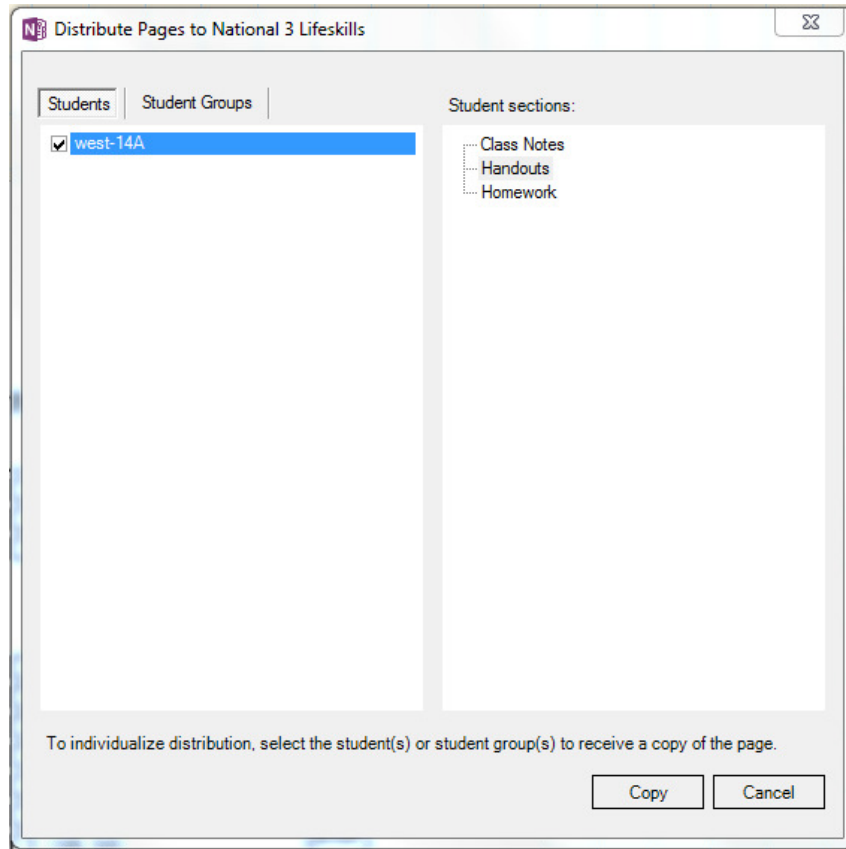 Distribute Pages to National 3 Lifeskills
Students
Student Groups
west-14A
Student sections:
Class Notes
Handouts
Homework
To individualize distribution, select the student(s) or student group(s) to receive a copy of the page.
Copy
Cancel